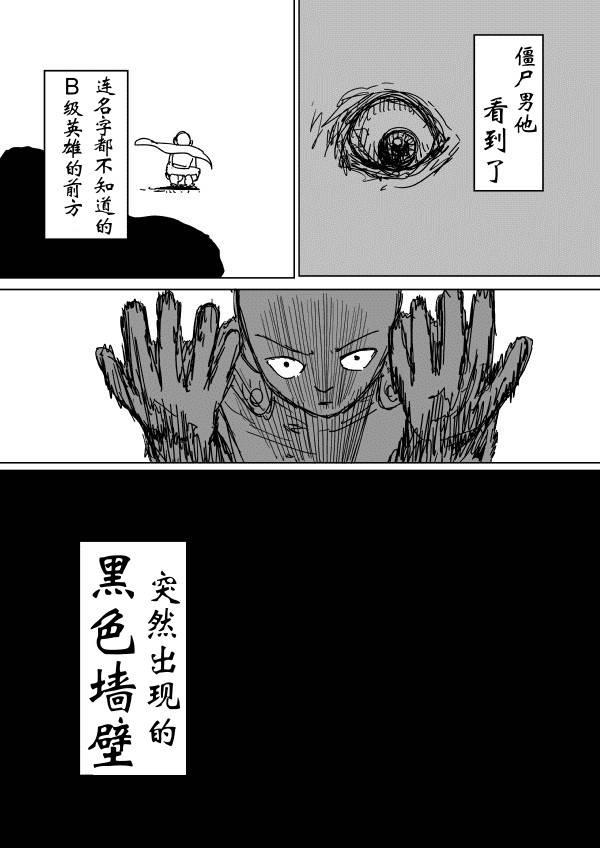 僵尸男他
看到了
连名字都不知道的
B级英雄的前方
突然出现的
黑色墙壁